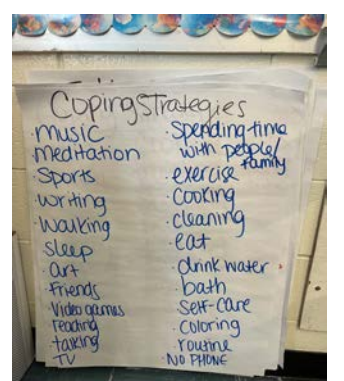 Coping Strategies
·music
·Meditation
·Sports
·writing
·Walking
·sleep
·art
·Friends
·Video games
·reading
·talking
·TV
·Spending time
with people/
family
·exercise
·cooking
·cleaning
·eat
·drink water
·bath
·Self-care
·coloring
·routine
·NO PHONE